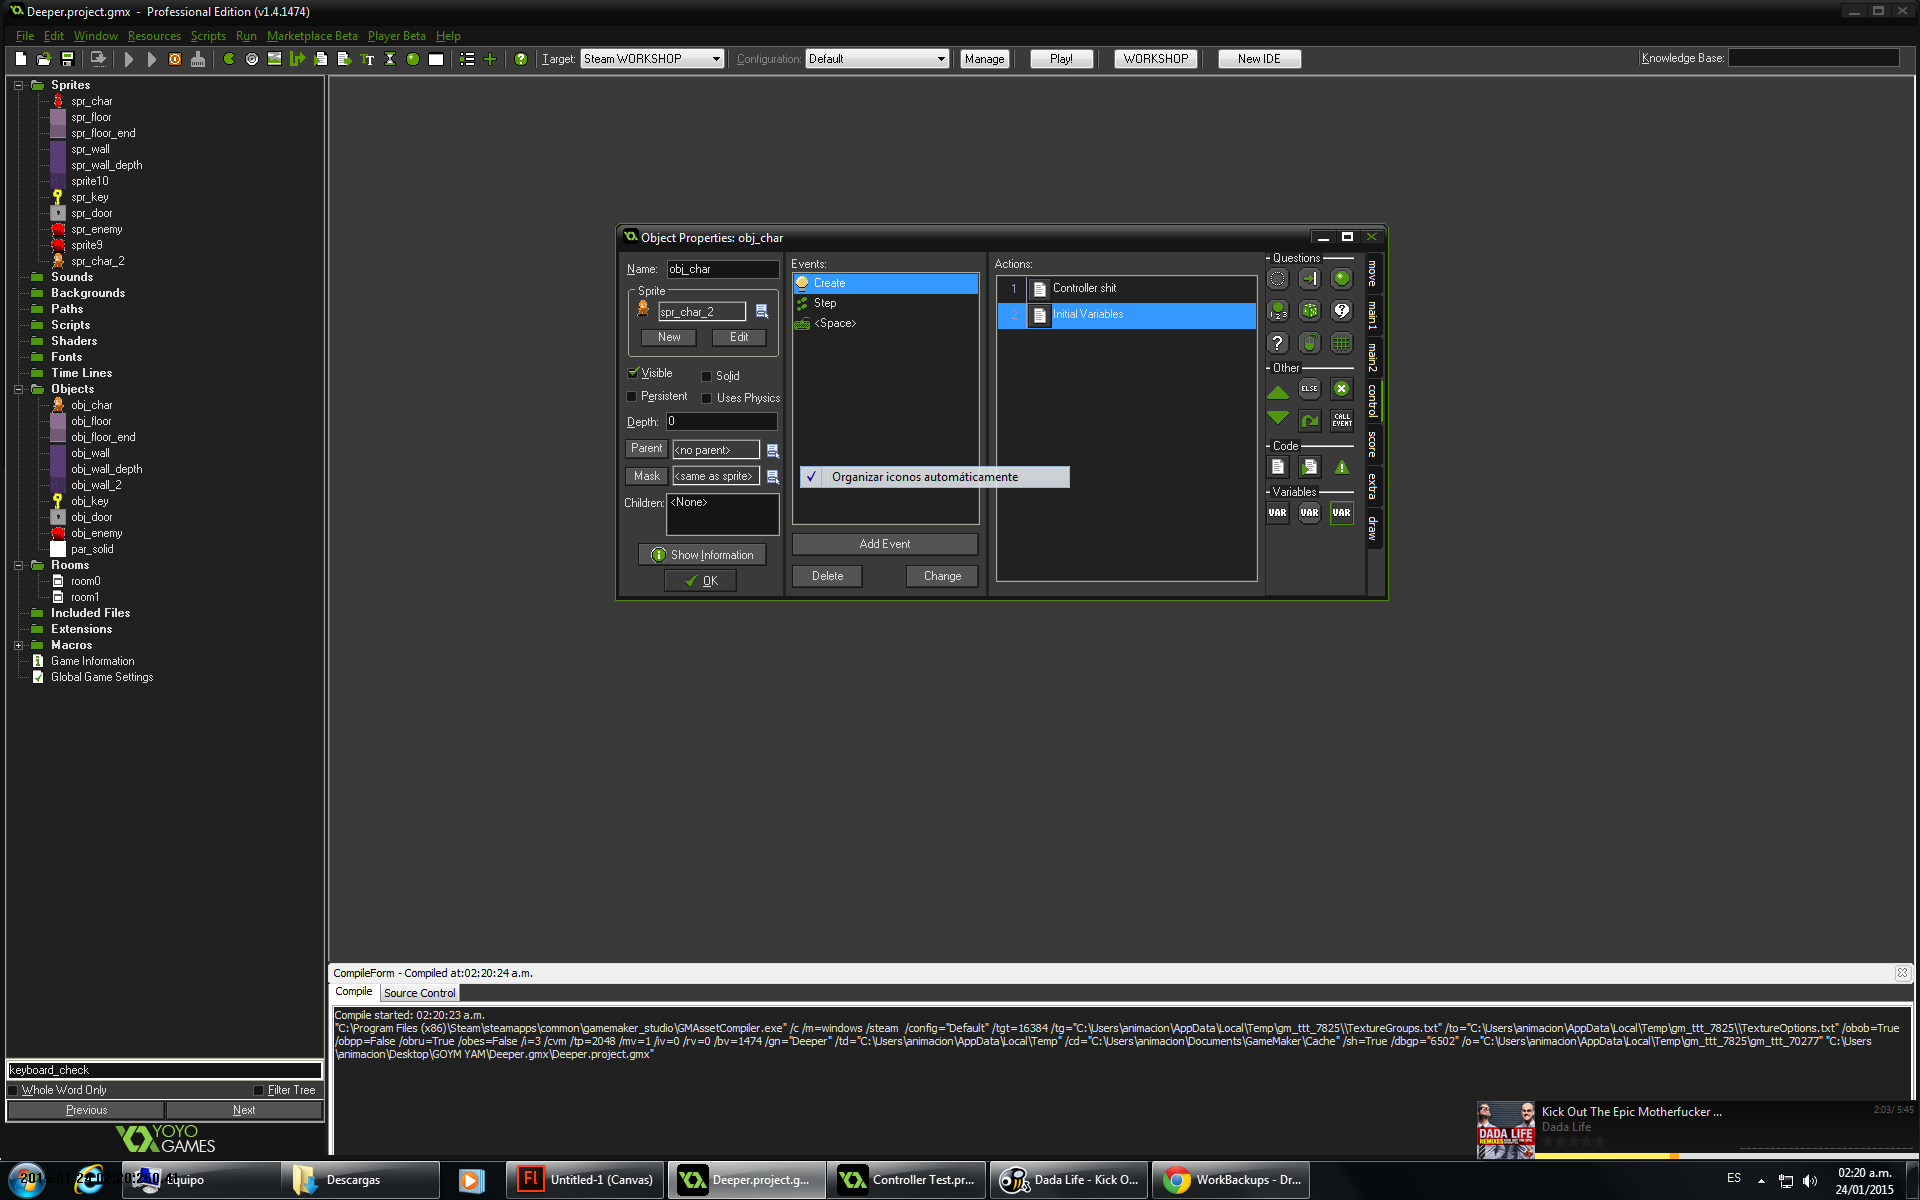 Deeper.project.gmx - Professional Edition (v1.4.1474)
File Edit Window Resources Scripts Run Marketplace Beta Player Beta Help
Target: Steam WORKSHOP Configuration: Default Manage Play! WORKSHOP New IDE Knowledge Base:
Sprites
spr_char
spr_floor
spr_floor_end
spr_wall
spr_wall_depth
sprite10
spr_key
spr_door
spr_enemy
sprite9
spr_char_2
Sounds
Backgrounds
Paths
Scripts
Shaders
Fonts
Time Lines
Objects
obj_char
obj_floor
obj_floor_end
obj_wall
obj_wall_depth
obj_wall_2
obj_key
obj_door
obj_enemy
par_solid
Rooms
room0
room1
Included Files
Extensions
Macros
Game Information
Global Game Settings
keyboard_check
Whole Word Only Filter Tree
Previous Next
YOYO
GAMES
Object Properties: obj_char
Name: obj_char
Sprite
spr_char_2
New Edit
Visible Solid
Persistent Uses Physics
Depth: 0
Parent <no parent>
Mask <same as sprite>
Children: <None>
Show Information
OK
Events:
Create
Step
<Space>
Add Event
Delete Change
Organizar iconos automáticamente
Actions:
1 Controller shit
2 Initial Variables
Questions
1 2 3
Other
ELSE
CALL EVENT
Code
Variables
VAR VAR VAR
move
main1
main2
control
score
extra
draw
CompileForm - Compiled at:02:20:24 a.m.
Compile Source Control
Compile started: 02:20:23 a.m.
"C:\Program Files (x86)\Steam\steamapps\common\gamemaker_studio\GMAssetCompiler.exe" /c /m=windows /steam /config="Default" /tgt=16384 /tg="C:\Users\animacion\AppData\Local\Temp\gm_ttt_7825\\TextureGroups.txt" /to="C:\Users\animacion\AppData\Local\Temp\gm_ttt_7825\\TextureOptions.txt" /obob=True
/obpp=False /obru=True /obes=False /i=3 /cvm /tp=2048 /mv=1 /iv=0 /rv=0 /bv=1474 /gn="Deeper" /td="C:\Users\animacion\AppData\Local\Temp" /cd="C:\Users\animacion\Documents\GameMaker\Cache" /sh=True /dbgp="6502" /o="C:\Users\animacion\AppData\Local\Temp\gm_ttt_7825\gm_ttt_70277" "C:\Users
\animacion\Desktop\GOYM YAM\Deeper.gmx\Deeper.project.gmx"
Kick Out The Epic Motherfucker ...
2:03/ 5:45
Dada Life
DADA LIFE
REMIXES
Equipo
Descargas
Untitled-1 (Canvas)
Deeper.project.g...
Controller Test.pr...
Dada Life - Kick O...
WorkBackups - Dr...
ES
02:20 a.m.
24/01/2015